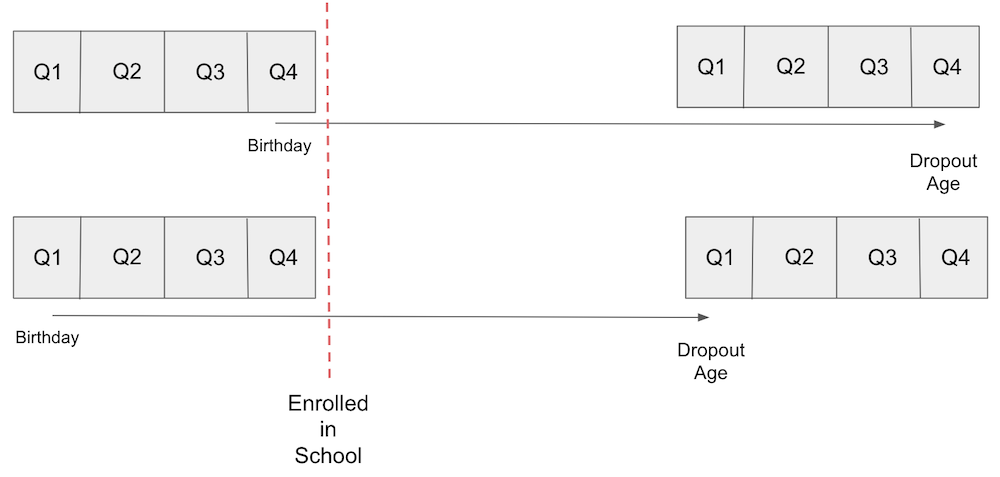 Q1 Q2 Q3 Q4
Q1 Q2 Q3 Q4
Birthday
Dropout
Age
Q1 Q2 Q3 Q4
Q1 Q2 Q3 Q4
Birthday
Dropout
Age
Enrolled
in
School